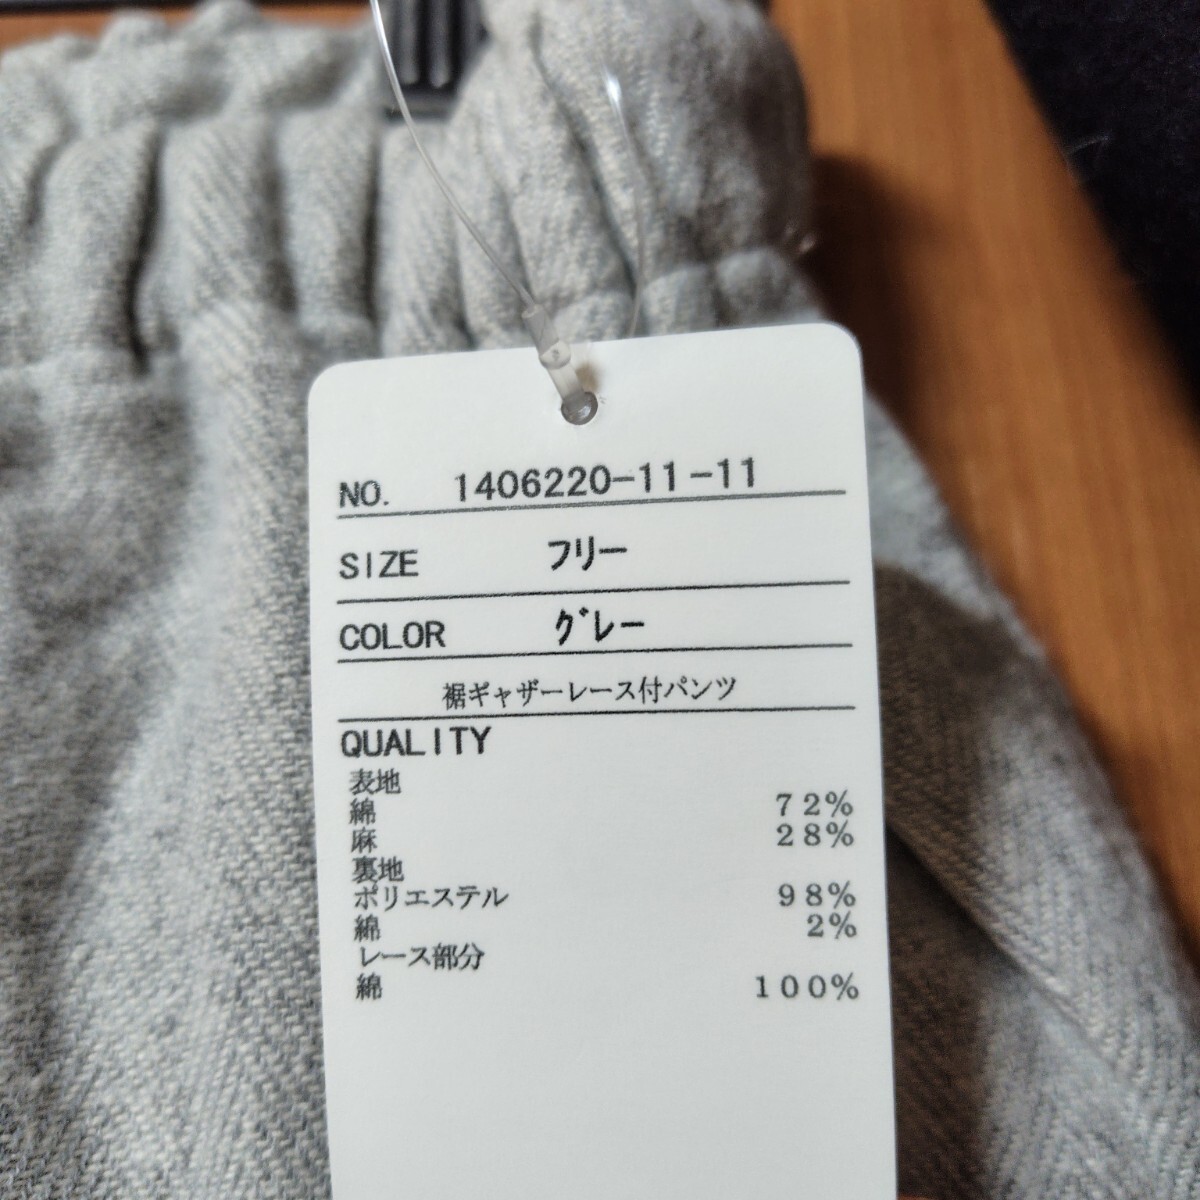 NO. 1406220-11-11
SIZE フリー
COLOR グレー
裾ギャザーレース付パンツ
QUALITY
表地
綿 72%
麻 28%
裏地
ポリエステル 98%
綿 2%
レース部分
綿 100%